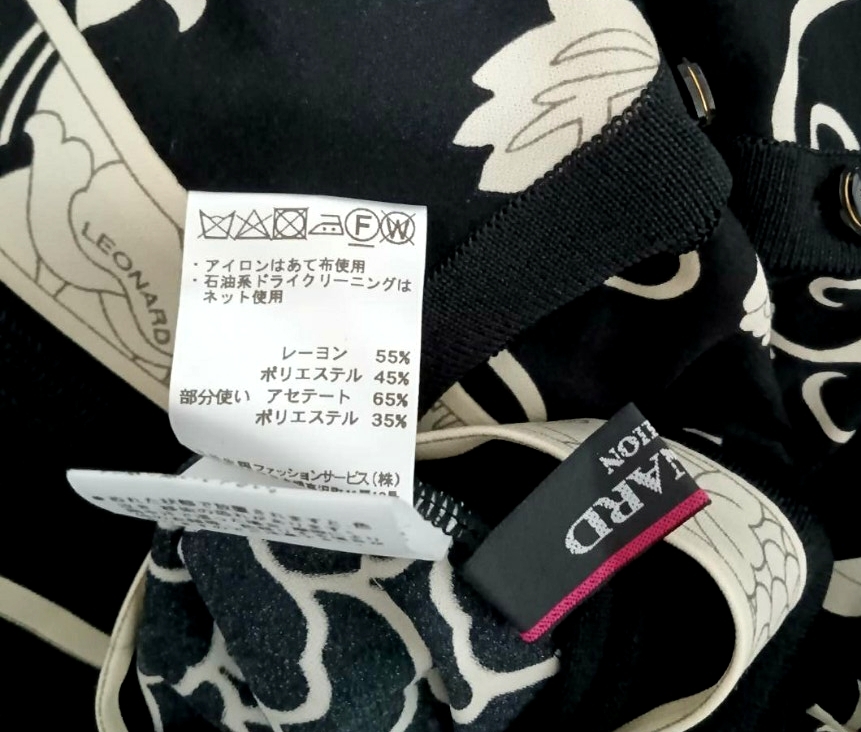 F W
・アイロンはあて布使用
・石油系ドライクリーニングは
ネット使用
レーヨン 55%
ポリエステル 45%
部分使い アセテート 65%
ポリエステル 35%
ファッションサービス(株)
LEONARD
NARD
HION